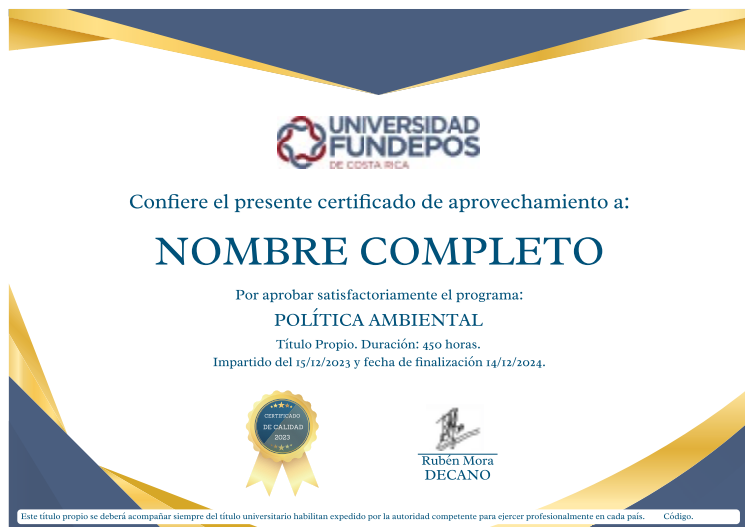 UNIVERSIDAD
FUNDEPOS
DE COSTA RICA
Confiere el presente certificado de aprovechamiento a:
NOMBRE COMPLETO
Por aprobar satisfactoriamente el programa:
POLÍTICA AMBIENTAL
Título Propio. Duración: 450 horas.
Impartido del 15/12/2023 y fecha de finalización 14/12/2024.
CERTIFICADO
DE CALIDAD
2023
Rubén Mora
DECANO
Este título propio se deberá acompañar siempre del título universitario habilitan expedido por la autoridad competente para ejercer profesionalmente en cada país. Código.